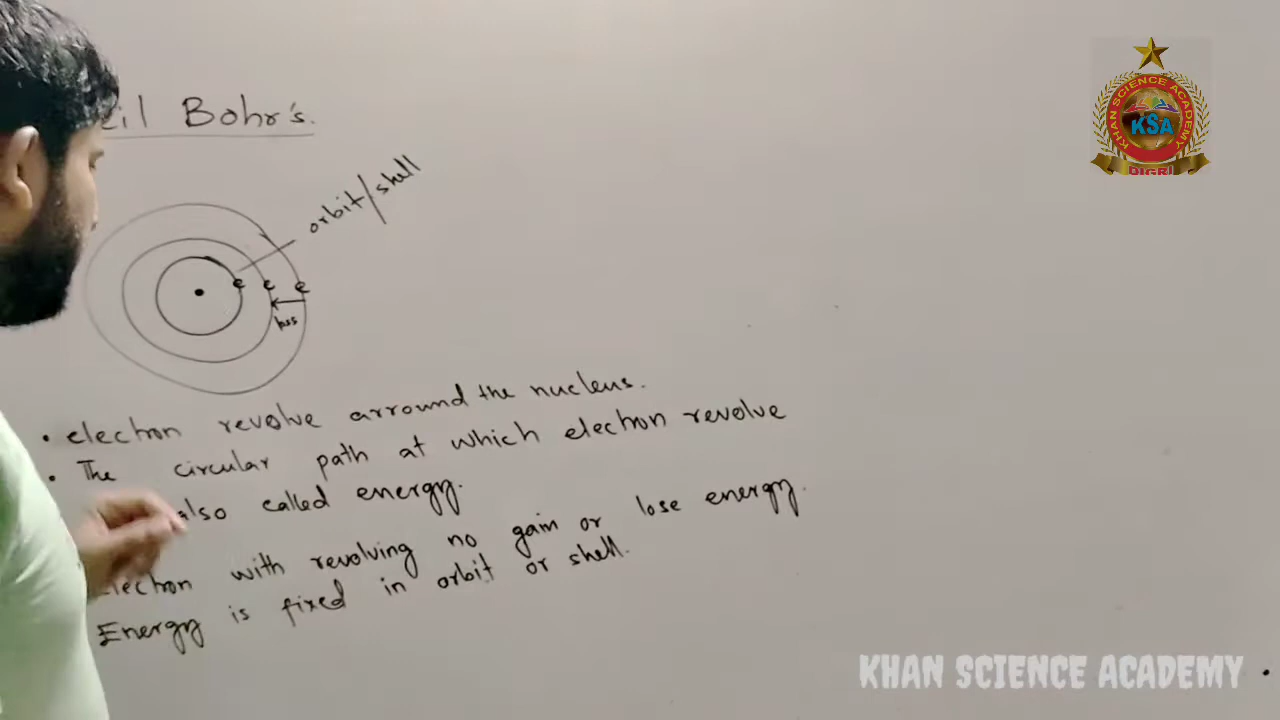 il Bohr's.
orbit/shell
e e e
● electron revolve arround the nucleus.
● The circular path at which electron revolve
also called energy.
electron with revolving no gain or lose energy.
Energy is fixed in orbit or shell.
KHAN SCIENCE ACADEMY
KSA
DIGRI
KHAN SCIENCE ACADEMY